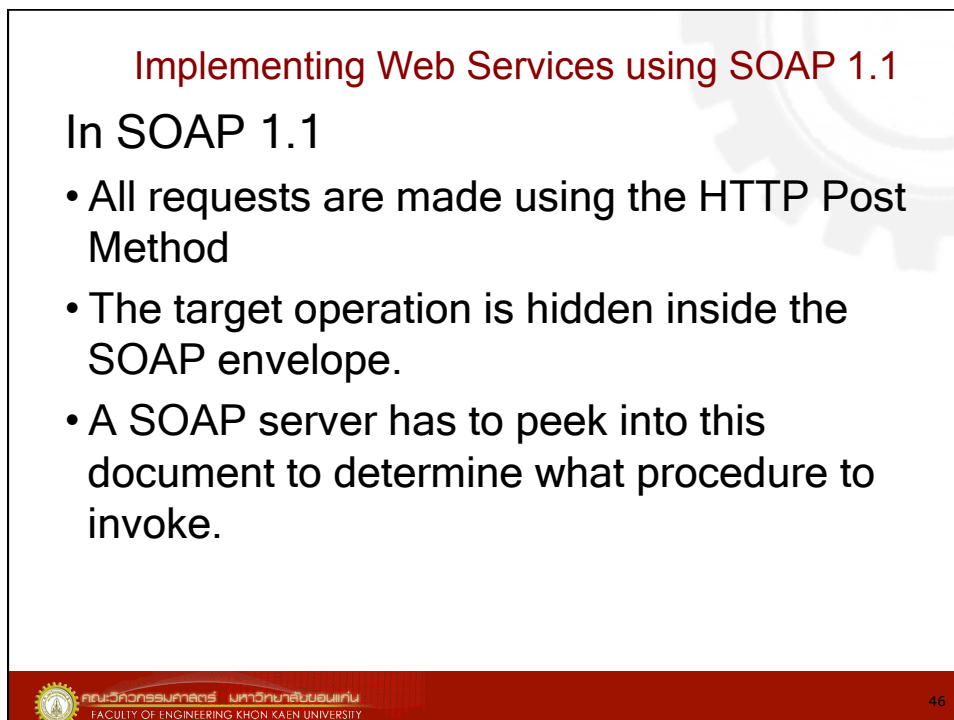 Implementing Web Services using SOAP 1.1
In SOAP 1.1
• All requests are made using the HTTP Post
Method
• The target operation is hidden inside the
SOAP envelope.
• A SOAP server has to peek into this
document to determine what procedure to
invoke.
คณะวิศวกรรมศาสตร์ มหาวิทยาลัยขอนแก่น
FACULTY OF ENGINEERING KHON KAEN UNIVERSITY
46